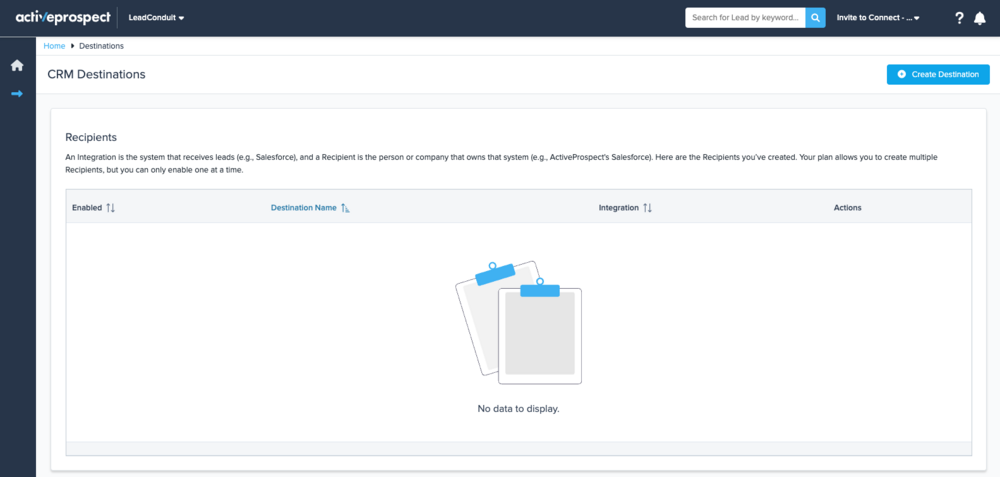 activeprospect LeadConduit Search for Lead by keyword... Invite to Connect - ... ?
Home Destinations
CRM Destinations Create Destination
Recipients
An Integration is the system that receives leads (e.g., Salesforce), and a Recipient is the person or company that owns that system (e.g., ActiveProspect's Salesforce). Here are the Recipients you've created. Your plan allows you to create multiple
Recipients, but you can only enable one at a time.
Enabled Destination Name Integration Actions
No data to display.